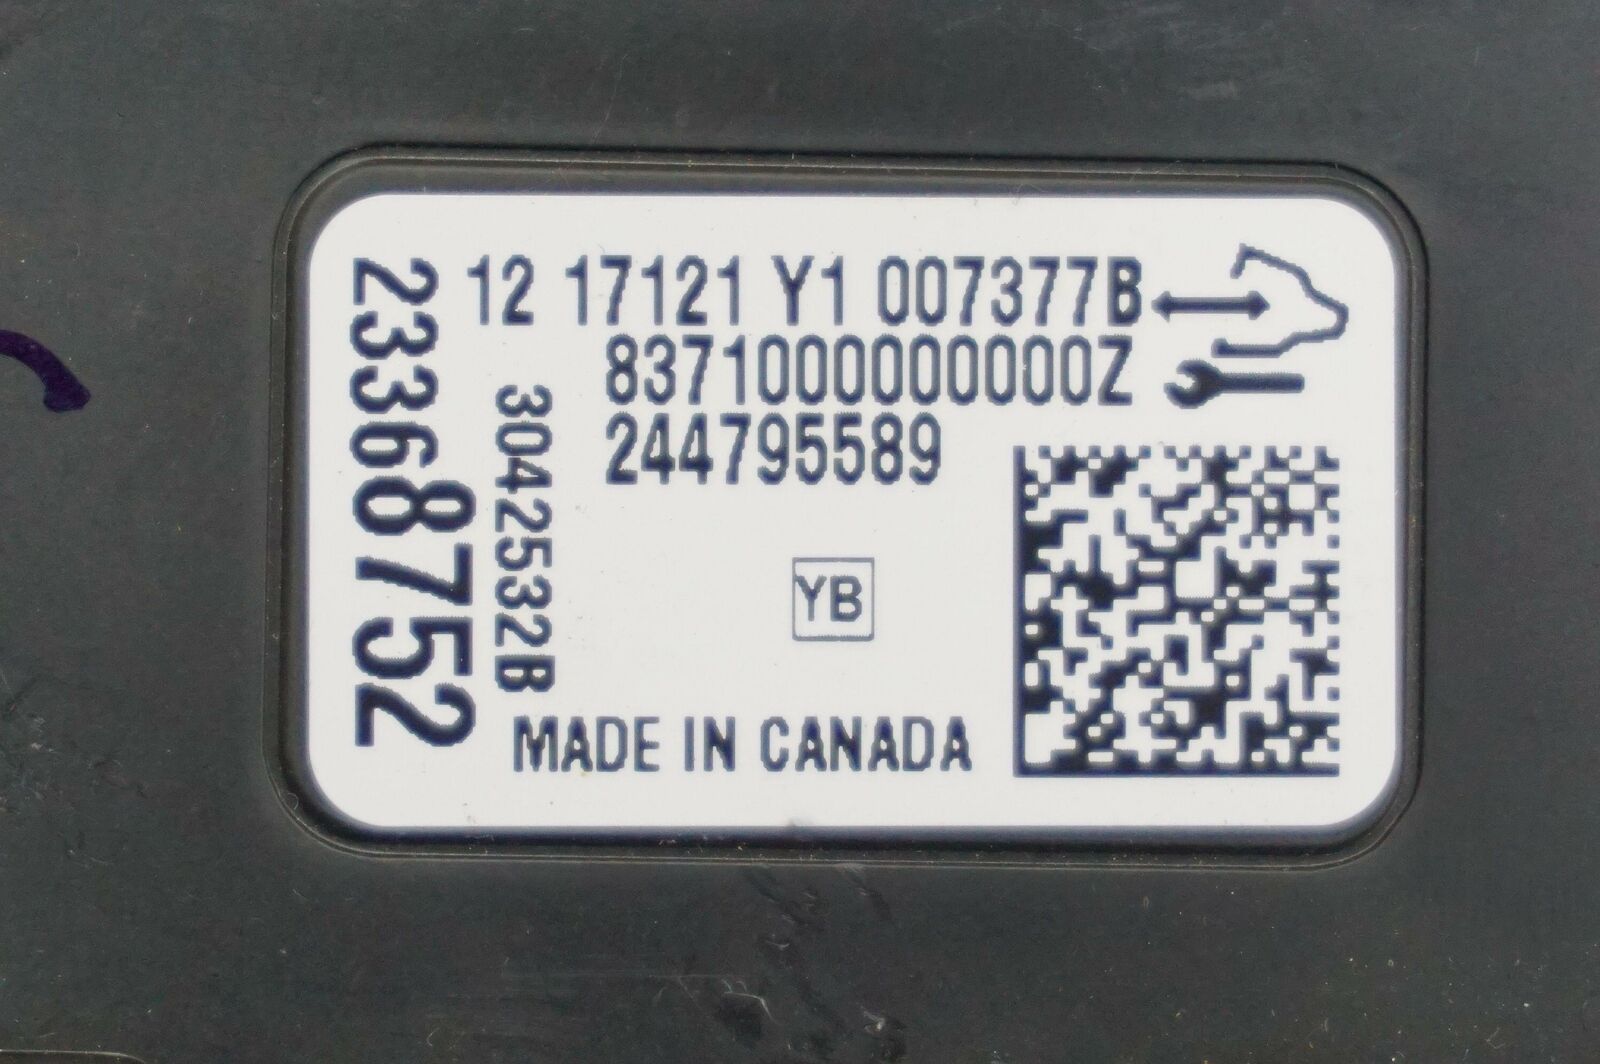 12 17121 Y1 007377B
8371000000000Z
244795589
23368752
30425532B
YB
MADE IN CANADA